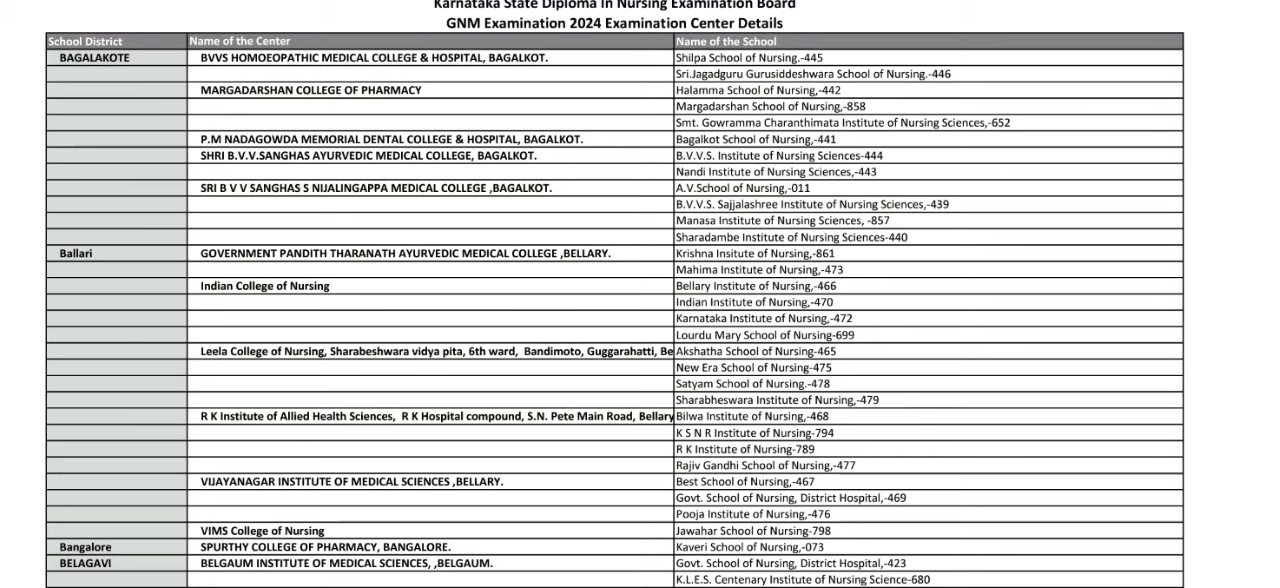 Karnataka State Diploma In Nursing Examination Board
GNM Examination 2024 Examination Center Details
School District Name of the Center Name of the School
BAGALAKOTE BVVS HOMOEOPATHIC MEDICAL COLLEGE & HOSPITAL, BAGALKOT. Shilpa School of Nursing.-445
Sri.Jagadguru Gurusiddeshwara School of Nursing.-446
MARGADARSHAN COLLEGE OF PHARMACY Halamma School of Nursing,-442
Margadarshan School of Nursing,-858
Smt. Gowramma Charanthimata Institute of Nursing Sciences,-652
P.M NADAGOWDA MEMORIAL DENTAL COLLEGE & HOSPITAL, BAGALKOT. Bagalkot School of Nursing,-441
SHRI B.V.V.SANGHAS AYURVEDIC MEDICAL COLLEGE, BAGALKOT. B.V.V.S. Institute of Nursing Sciences-444
Nandi Institute of Nursing Sciences,-443
SRI B V V SANGHAS S NIJALINGAPPA MEDICAL COLLEGE ,BAGALKOT. A.V.School of Nursing,-011
B.V.V.S. Sajjalashree Institute of Nursing Sciences,-439
Manasa Institute of Nursing Sciences, -857
Sharadambe Institute of Nursing Sciences-440
Ballari GOVERNMENT PANDITH THARANATH AYURVEDIC MEDICAL COLLEGE ,BELLARY. Krishna Insitute of Nursing,-861
Mahima Institute of Nursing,-473
Indian College of Nursing Bellary Institute of Nursing,-466
Indian Institute of Nursing,-470
Karnataka Institute of Nursing,-472
Lourdu Mary School of Nursing-699
Leela College of Nursing, Sharabeshwara vidya pita, 6th ward, Bandimoto, Guggarahatti, Be Akshatha School of Nursing-465
New Era School of Nursing-475
Satyam School of Nursing.-478
Sharabheswara Institute of Nursing,-479
R K Institute of Allied Health Sciences, R K Hospital compound, S.N. Pete Main Road, Bellary Bilwa Institute of Nursing,-468
K S N R Institute of Nursing-794
R K Institute of Nursing-789
Rajiv Gandhi School of Nursing,-477
VIJAYANAGAR INSTITUTE OF MEDICAL SCIENCES ,BELLARY. Best School of Nursing,-467
Govt. School of Nursing, District Hospital,-469
Pooja Institute of Nursing,-476
VIMS College of Nursing Jawahar School of Nursing-798
Bangalore SPURTHY COLLEGE OF PHARMACY, BANGALORE. Kaveri School of Nursing,-073
BELAGAVI BELGAUM INSTITUTE OF MEDICAL SCIENCES, ,BELGAUM. Govt. School of Nursing, District Hospital,-423
K.L.E.S. Centenary Institute of Nursing Science-680